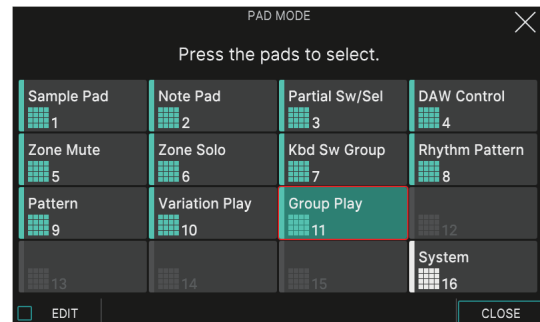 PAD MODE
Press the pads to select.
Sample Pad Note Pad Partial Sw/Sel DAW Control
1 2 3 4
Zone Mute Zone Solo Kbd Sw Group Rhythm Pattern
5 6 7 8
Pattern Variation Play Group Play
9 10 11 12
System
13 14 15 16
EDIT CLOSE